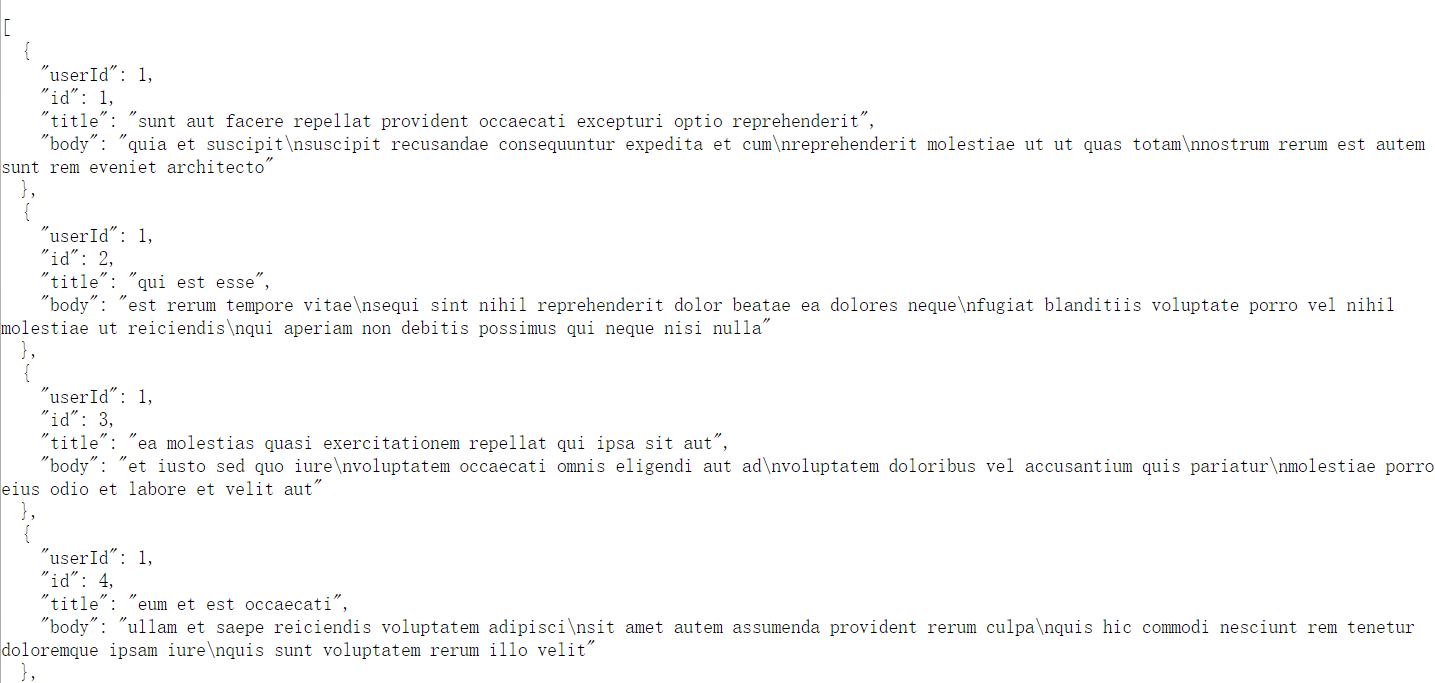 [
  {
    "userId": 1,
    "id": 1,
    "title": "sunt aut facere repellat provident occaecati excepturi optio reprehenderit",
    "body": "quia et suscipit\nsuscipit recusandae consequuntur expedita et cum\nreprehenderit molestiae ut ut quas totam\nnostrum rerum est autem
sunt rem eveniet architecto"
  },
  {
    "userId": 1,
    "id": 2,
    "title": "qui est esse",
    "body": "est rerum tempore vitae\nsequi sint nihil reprehenderit dolor beatae ea dolores neque\nfugiat blanditiis voluptate porro vel nihil
molestiae ut reiciendis\nqui aperiam non debitis possimus qui neque nisi nulla"
  },
  {
    "userId": 1,
    "id": 3,
    "title": "ea molestias quasi exercitationem repellat qui ipsa sit aut",
    "body": "et iusto sed quo iure\nvoluptatem occaecati omnis eligendi aut ad\nvoluptatem doloribus vel accusantium quis pariatur\nmolestiae porro
eius odio et labore et velit aut"
  },
  {
    "userId": 1,
    "id": 4,
    "title": "eum et est occaecati",
    "body": "ullam et saepe reiciendis voluptatem adipisci\nsit amet autem assumenda provident rerum culpa\nquis hic commodi nesciunt rem tenetur
doloremque ipsam iure\nquis sunt voluptatem rerum illo velit"
  },